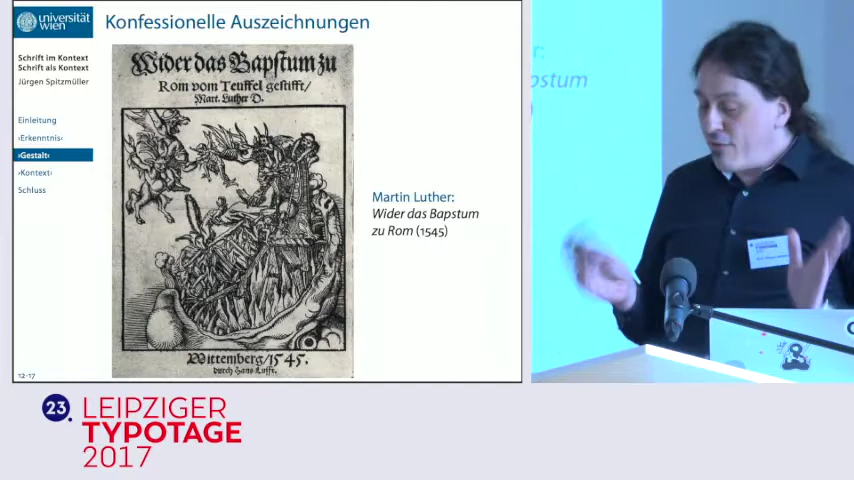 universität
wien
Konfessionelle Auszeichnungen
Schrift im Kontext
Schrift als Kontext
Jürgen Spitzmüller
Einleitung
›Erkenntnis‹
›Gestalt‹
›Kontext‹
Schluss
Wider das Bapstum zu
Rom vom Teuffel gestifft/
Mart. Luther D.
Wittemberg/1545.
durch Hans Lufft.
Martin Luther:
Wider das Bapstum
zu Rom (1545)
12-17
r:
pstum
)
23.
LEIPZIGER
TYPOTAGE
2017